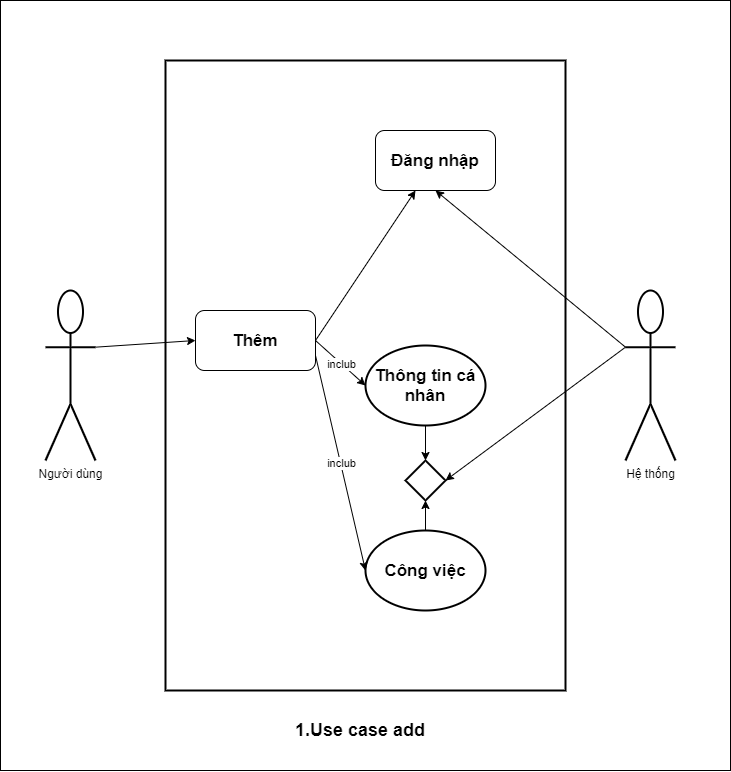 Đăng nhập
Thêm
inclub
Thông tin cá
nhân
inclub
Người dùng
Hệ thống
Công việc
1.Use case add